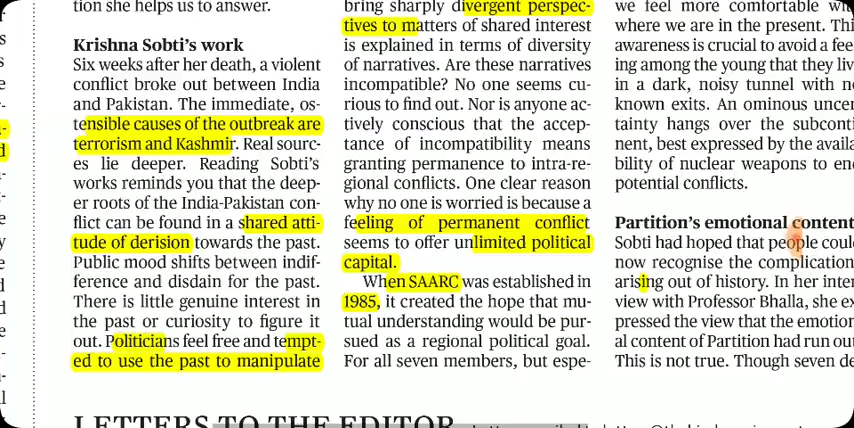 tion she helps us to answer.
Krishna Sobti's work
Six weeks after her death, a violent
conflict broke out between India
and Pakistan. The immediate, os-
tensible causes of the outbreak are
terrorism and Kashmir. Real sourc-
es lie deeper. Reading Sobti's
works reminds you that the deep-
er roots of the India-Pakistan con-
flict can be found in a shared atti-
tude of derision towards the past.
Public mood shifts between indif-
ference and disdain for the past.
There is little genuine interest in
the past or curiosity to figure it
out. Politicians feel free and tempt-
ed to use the past to manipulate
bring sharply divergent perspec-
tives to matters of shared interest
is explained in terms of diversity
of narratives. Are these narratives
incompatible? No one seems cu-
rious to find out. Nor is anyone ac-
tively conscious that the accep-
tance of incompatibility means
granting permanence to intra-re-
gional conflicts. One clear reason
why no one is worried is because a
feeling of permanent conflict
seems to offer unlimited political
capital.
When SAARC was established in
1985, it created the hope that mu-
tual understanding would be pur-
sued as a regional political goal.
For all seven members, but espe-
we feel more comfortable
where we are in the present.
awareness is crucial to avoid a
ing among the young that they
in a dark, noisy tunnel with
known exits. An ominous
tainty hangs over the
nent, best expressed by the
bility of nuclear weapons to
potential conflicts.
Partition's emotional content
Sobti had hoped that people
now recognise the
arising out of history. In her
view with Professor Bhalla, she
pressed the view that the
al content of Partition had run
This is not true. Though seven
LETTERS TO THE EDITOR